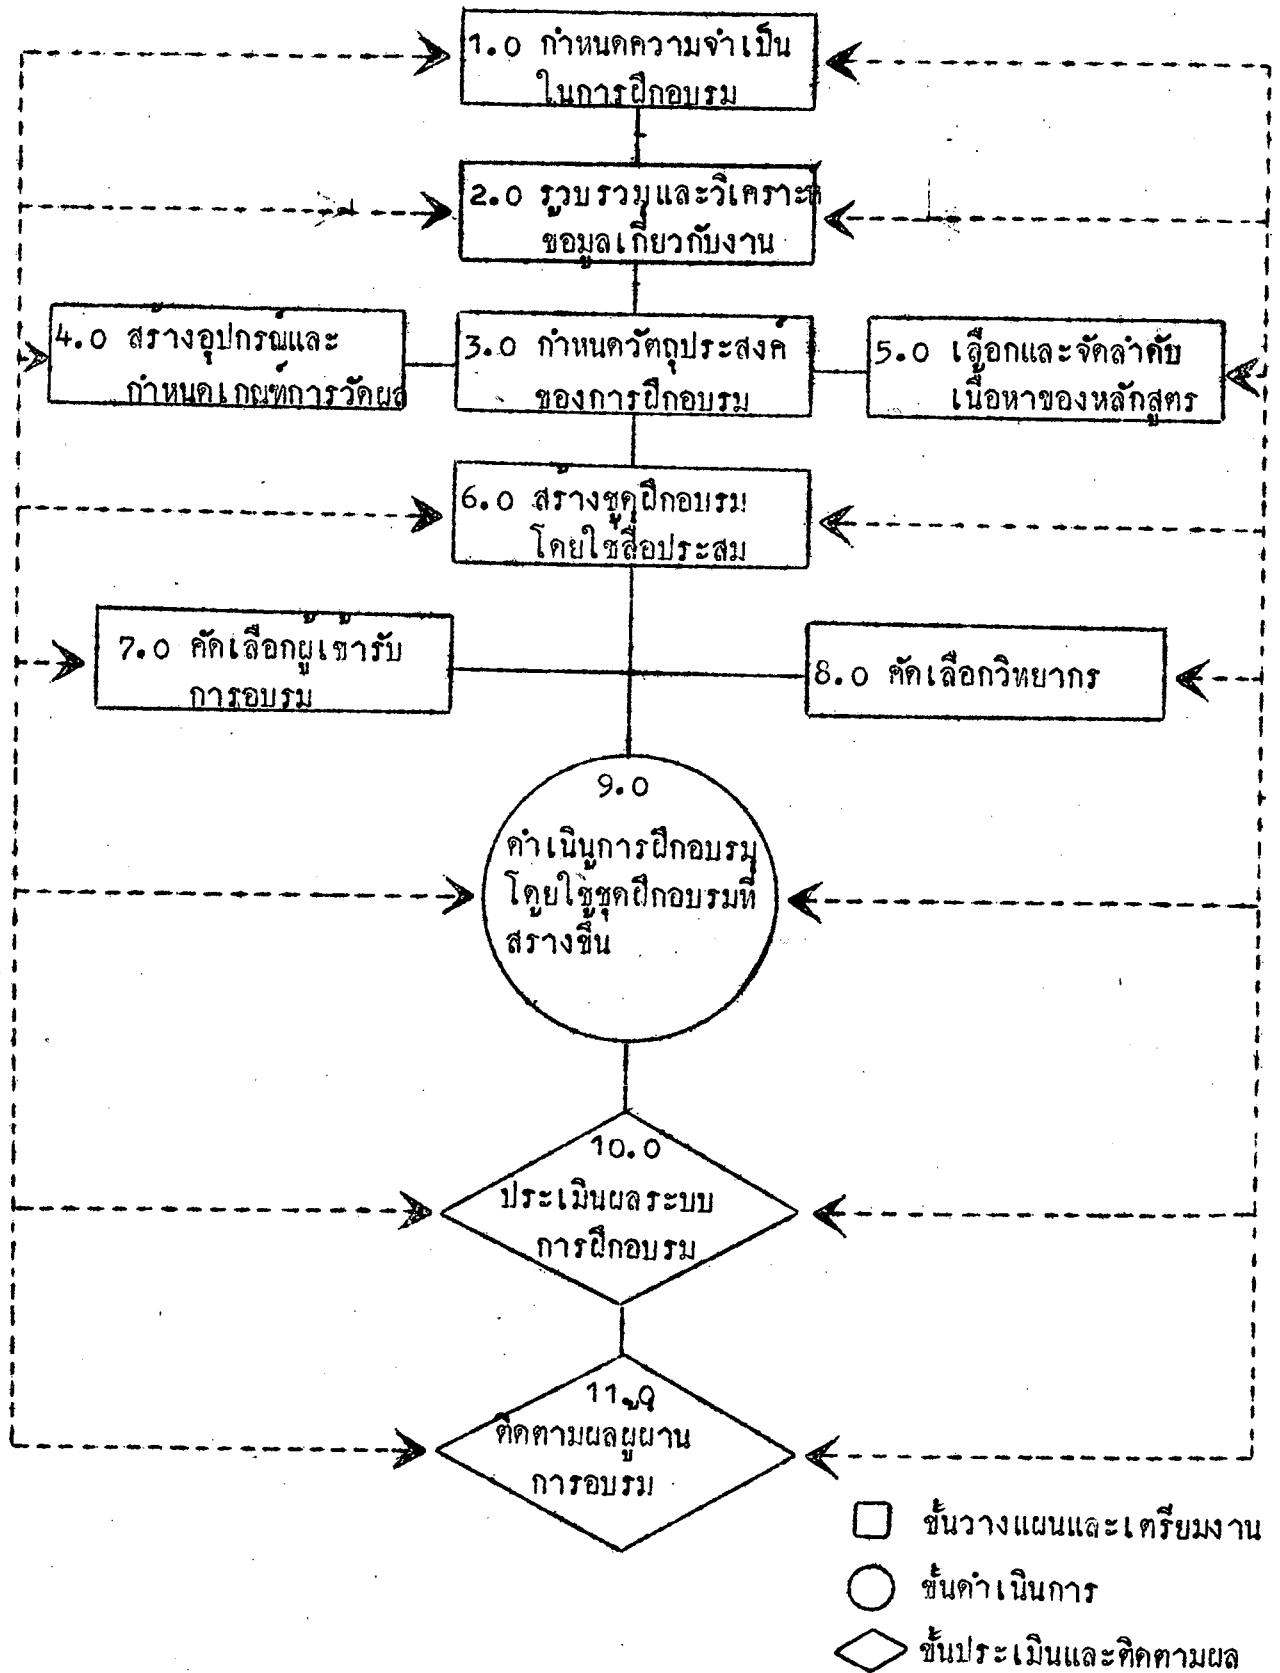 1.0 กำหนดความจำเป็น
ในการฝึกอบรม
2.0 รวบรวมและวิเคราะห์
ข้อมูลเกี่ยวกับงาน
4.0 สร้างอุปกรณ์และ
กำหนดเกณฑ์การวัดผล
3.0 กำหนดวัตถุประสงค์
ของการฝึกอบรม
5.0 เลือกและจัดลำดับ
เนื้อหาของหลักสูตร
6.0 สร้างชุดฝึกอบรม
โดยใช้สื่อประสม
7.0 คัดเลือกผู้เข้ารับ
การอบรม
8.0 คัดเลือกวิทยากร
9.0
ดำเนินการฝึกอบรม
โดยใช้ชุดฝึกอบรมที่
สร้างขึ้น
10.0
ประเมินผลระบบ
การฝึกอบรม
11.0
ติดตามผลผู้ผ่าน
การอบรม
ขั้นวางแผนและเตรียมงาน
ขั้นดำเนินการ
ขั้นประเมินและติดตามผล